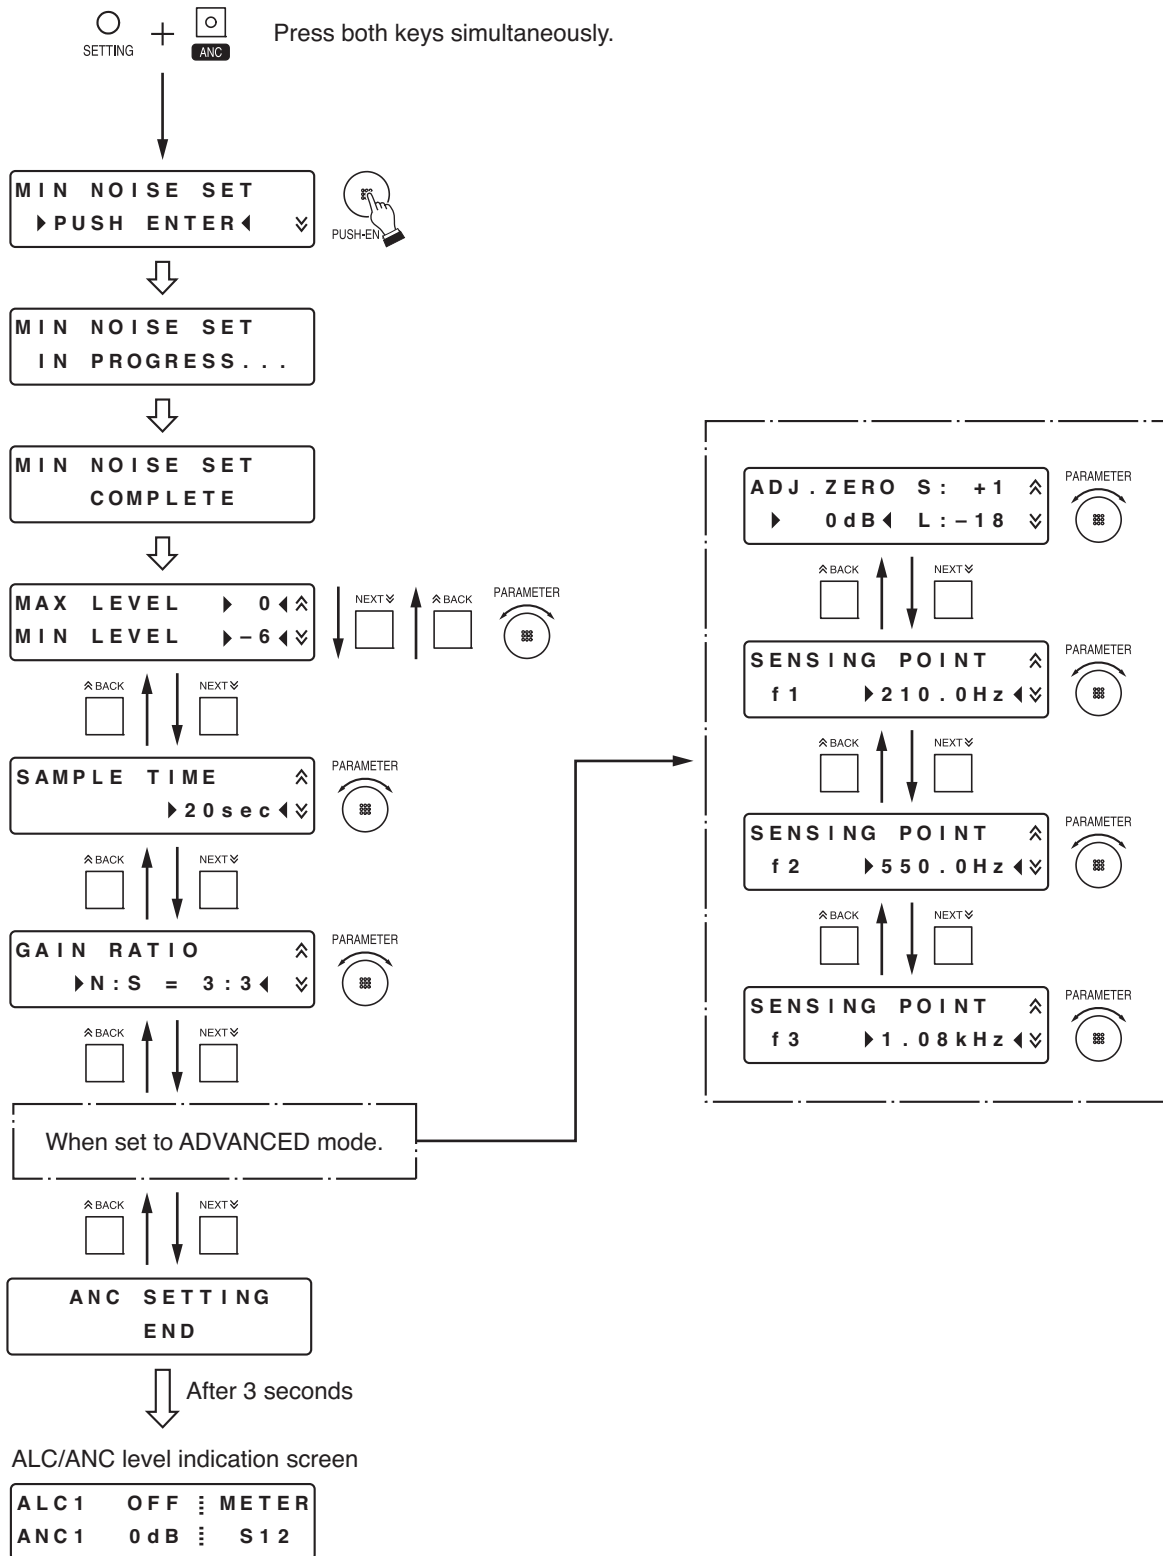 Press both keys simultaneously.
SETTING + ANC
MIN NOISE SET
PUSH ENTER
PUSH-EN
MIN NOISE SET
IN PROGRESS...
MIN NOISE SET
COMPLETE
MAX LEVEL 0
MIN LEVEL –6
NEXT
BACK
PARAMETER
BACK
NEXT
SAMPLE TIME
20sec
PARAMETER
BACK
NEXT
GAIN RATIO
N:S = 3:3
PARAMETER
BACK
NEXT
When set to ADVANCED mode.
BACK
NEXT
ANC SETTING
END
After 3 seconds
ALC/ANC level indication screen
ALC1 OFF METER
ANC1 0dB S12
ADJ.ZERO S: +1
0dB L:–18
PARAMETER
BACK
NEXT
SENSING POINT
f1 210.0Hz
PARAMETER
BACK
NEXT
SENSING POINT
f2 550.0Hz
PARAMETER
BACK
NEXT
SENSING POINT
f3 1.08kHz
PARAMETER